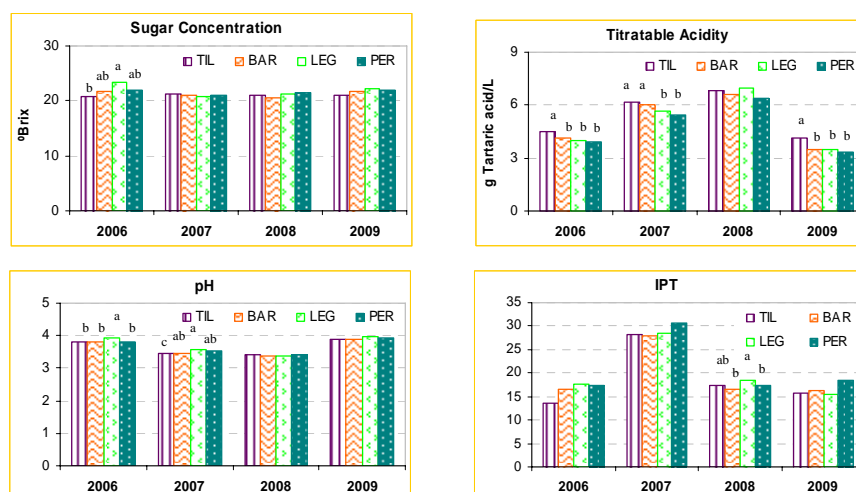 Sugar Concentration
TIL BAR LEG PER
30
20
10
0
ºBrix
b ab a ab
2006 2007 2008 2009
Titratable Acidity
TIL BAR LEG PER
9
6
3
0
g Tartaric acid/L
a b b b
a a b b
a b b b
2006 2007 2008 2009
pH
TIL BAR LEG PER
5
4
3
2
1
0
b b a b
c ab a ab
2006 2007 2008 2009
IPT
TIL BAR
LEG PER
35
30
25
20
15
10
5
0
ab b a b
2006 2007 2008 2009